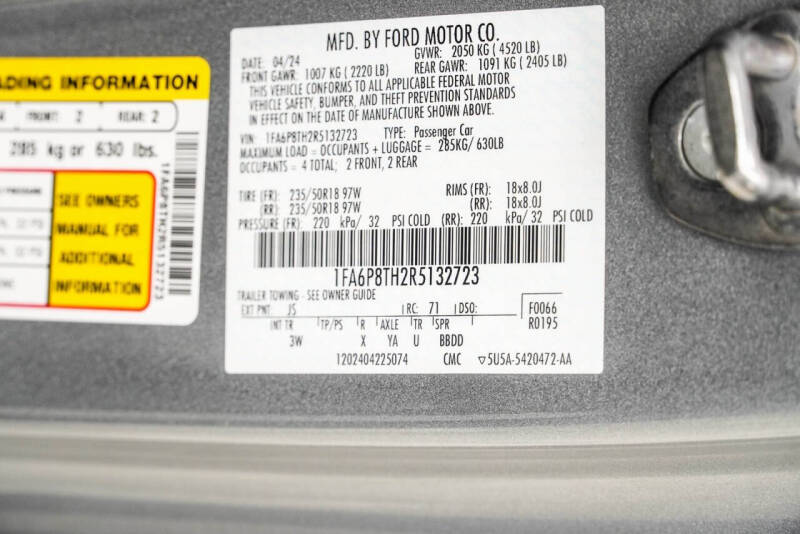 MFD. BY FORD MOTOR CO.
DATE: 04/24 GVWR: 2050 KG (4520 LB)
FRONT GAWR: 1007 KG (2220 LB) REAR GAWR: 1091 KG (2405 LB)
THIS VEHICLE CONFORMS TO ALL APPLICABLE FEDERAL MOTOR
VEHICLE SAFETY, BUMPER, AND THEFT PREVENTION STANDARDS
IN EFFECT ON THE DATE OF MANUFACTURE SHOWN ABOVE.
VIN: 1FA6P8TH2R5132723 TYPE: Passenger Car
MAXIMUM LOAD = OCCUPANTS + LUGGAGE = 285KG/ 630LB
OCCUPANTS = 4 TOTAL; 2 FRONT, 2 REAR
TIRE (FR): 235/50R18 97W RIMS (FR): 18x8.0J
(RR): 235/50R18 97W (RR): 18x8.0J
PRESSURE (FR): 220 kPa/ 32 PSI COLD (RR): 220 kPa/ 32 PSI COLD
1FA6P8TH2R5132723
TRAILER TOWING - SEE OWNER GUIDE
EXT PNT: JS RC: 71 DSO: F0066
INT TR TP/PS R AXLE TR SPR R0195
3W X YA U BBDD
1202404225074 CMC ▽5U5A-5420472-AA
ADING INFORMATION
FRONT: 2 REAR: 2
285 kg or 630 lbs.
PRESSURE
SEE OWNERS
MANUAL FOR
ADDITIONAL
INFORMATION
1FA6P8TH2R5132723